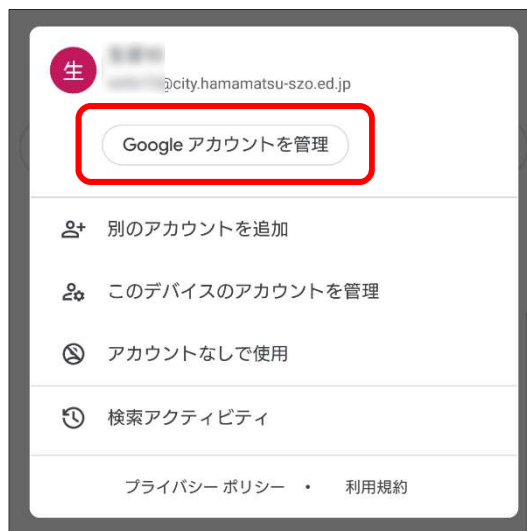 生
@city.hamamatsu-szo.ed.jp
Google アカウントを管理
別のアカウントを追加
このデバイスのアカウントを管理
アカウントなしで使用
検索アクティビティ
プライバシー ポリシー • 利用規約